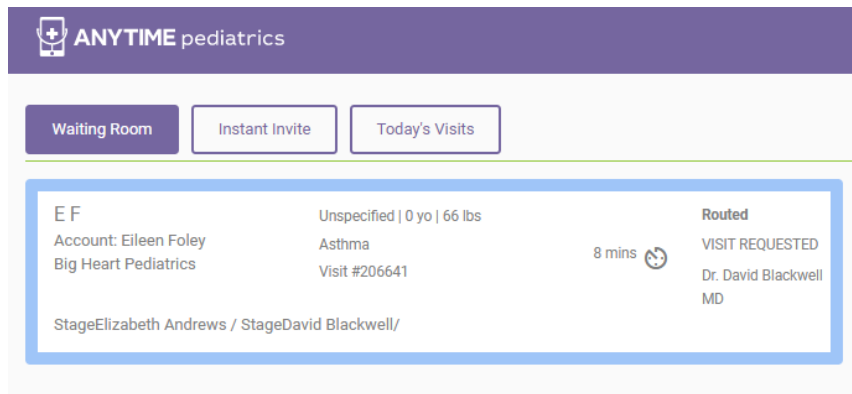 ANYTIME pediatrics
Waiting Room
Instant Invite
Today's Visits
E F
Account: Eileen Foley
Big Heart Pediatrics
Unspecified | 0 yo | 66 lbs
Asthma
Visit #206641
8 mins
Routed
VISIT REQUESTED
Dr. David Blackwell
MD
StageElizabeth Andrews / StageDavid Blackwell/